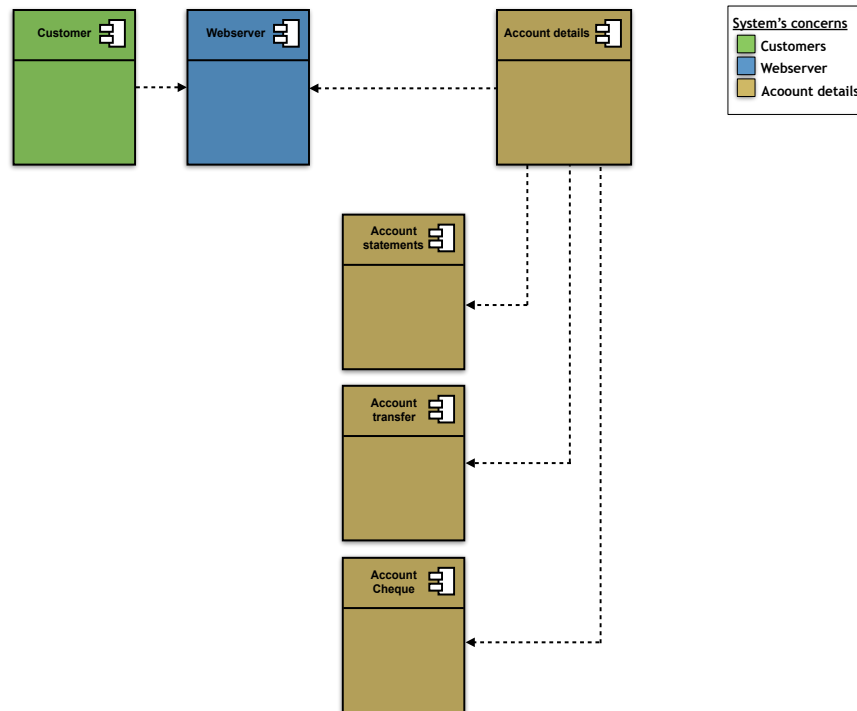 Customer
Webserver
Account details
System's concerns
Customers
Webserver
Acoount details
Account
statements
Account
transfer
Account
Cheque